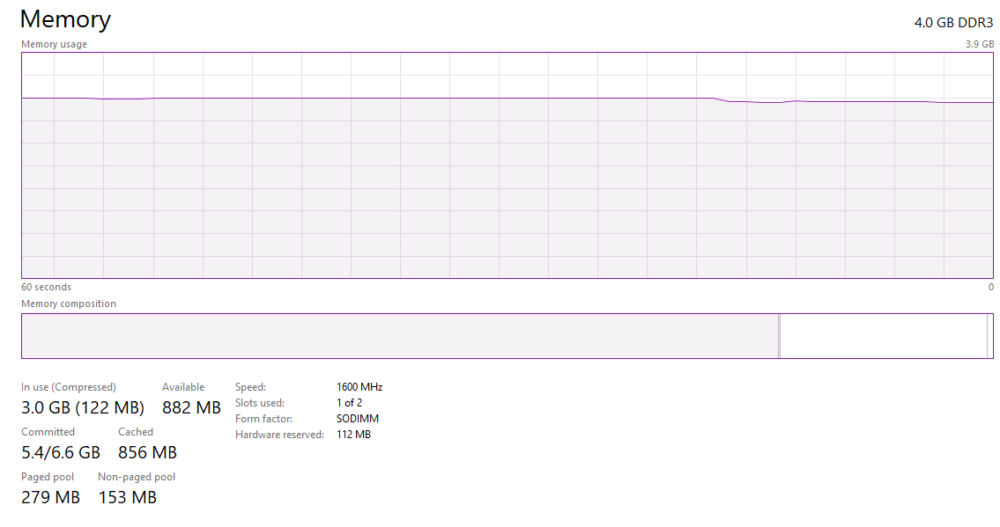 Memory
4.0 GB DDR3
Memory usage
3.9 GB
60 seconds
0
Memory composition
In use (Compressed)
3.0 GB (122 MB)
Available
882 MB
Committed
5.4/6.6 GB
Cached
856 MB
Paged pool
279 MB
Non-paged pool
153 MB
Speed: 1600 MHz
Slots used: 1 of 2
Form factor: SODIMM
Hardware reserved: 112 MB